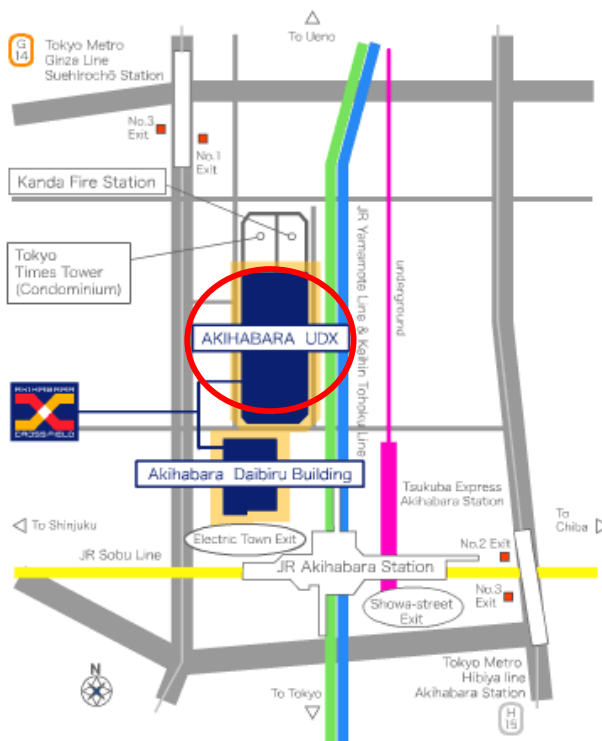 To Ueno
G
14
Tokyo Metro
Ginza Line
Suehirochō Station
No.3
Exit
No.1
Exit
Kanda Fire Station
Tokyo
Times Tower
(Condominium)
JR Yamamote Line & Keihin Tohoku Line
underground
AKIHABARA UDX
AKIHABARA
CROSSFIELD
Akihabara Daibiru Building
Tsukuba Express
Akihabara Station
To Shinjuku
To
Chiba
Electric Town Exit
No.2 Exit
JR Sobu Line
JR Akihabara Station
No.3
Exit
Showa-street
Exit
N
To Tokyo
Tokyo Metro
Hibiya line
Akihabara Station
H
15